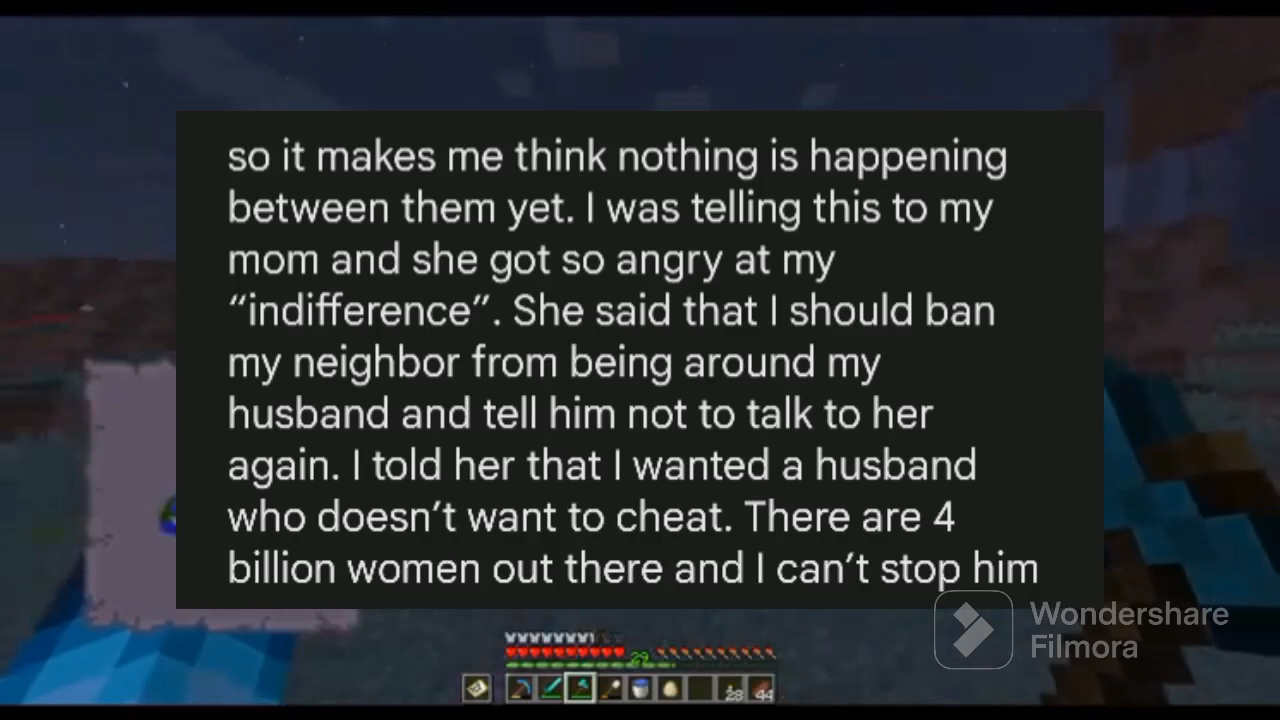 so it makes me think nothing is happening
between them yet. I was telling this to my
mom and she got so angry at my
“indifference”. She said that I should ban
my neighbor from being around my
husband and tell him not to talk to her
again. I told her that I wanted a husband
who doesn’t want to cheat. There are 4
billion women out there and I can’t stop him
Wondershare
Filmora
29
28
44